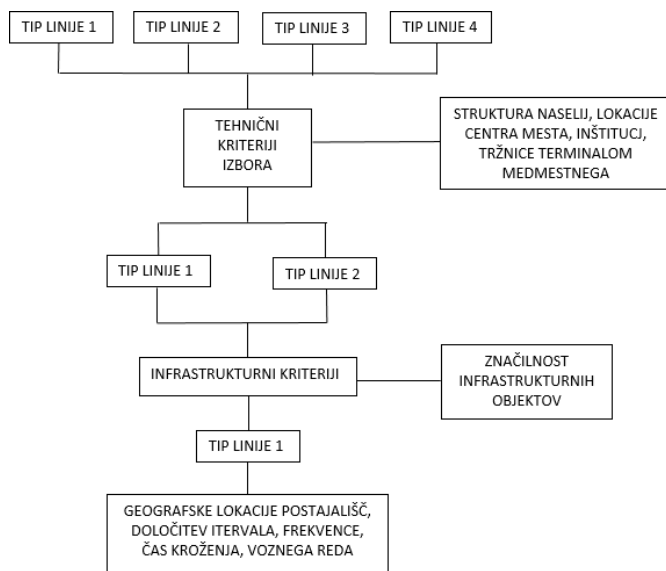 TIP LINIJE 1
TIP LINIJE 2
TIP LINIJE 3
TIP LINIJE 4
TEHNIČNI
KRITERIJI
IZBORA
STRUKTURA NASELIJ, LOKACIJE
CENTRA MESTA, INŠTITUCJ,
TRŽNICE TERMINALOM
MEDMESTNEGA
TIP LINIJE 1
TIP LINIJE 2
INFRASTRUKTURNI KRITERIJI
ZNAČILNOST
INFRASTRUKTURNIH
OBJEKTOV
TIP LINIJE 1
GEOGRAFSKE LOKACIJE POSTAJALIŠČ,
DOLOČITEV ITERVALA, FREKVENCE,
ČAS KROŽENJA, VOZNEGA REDA